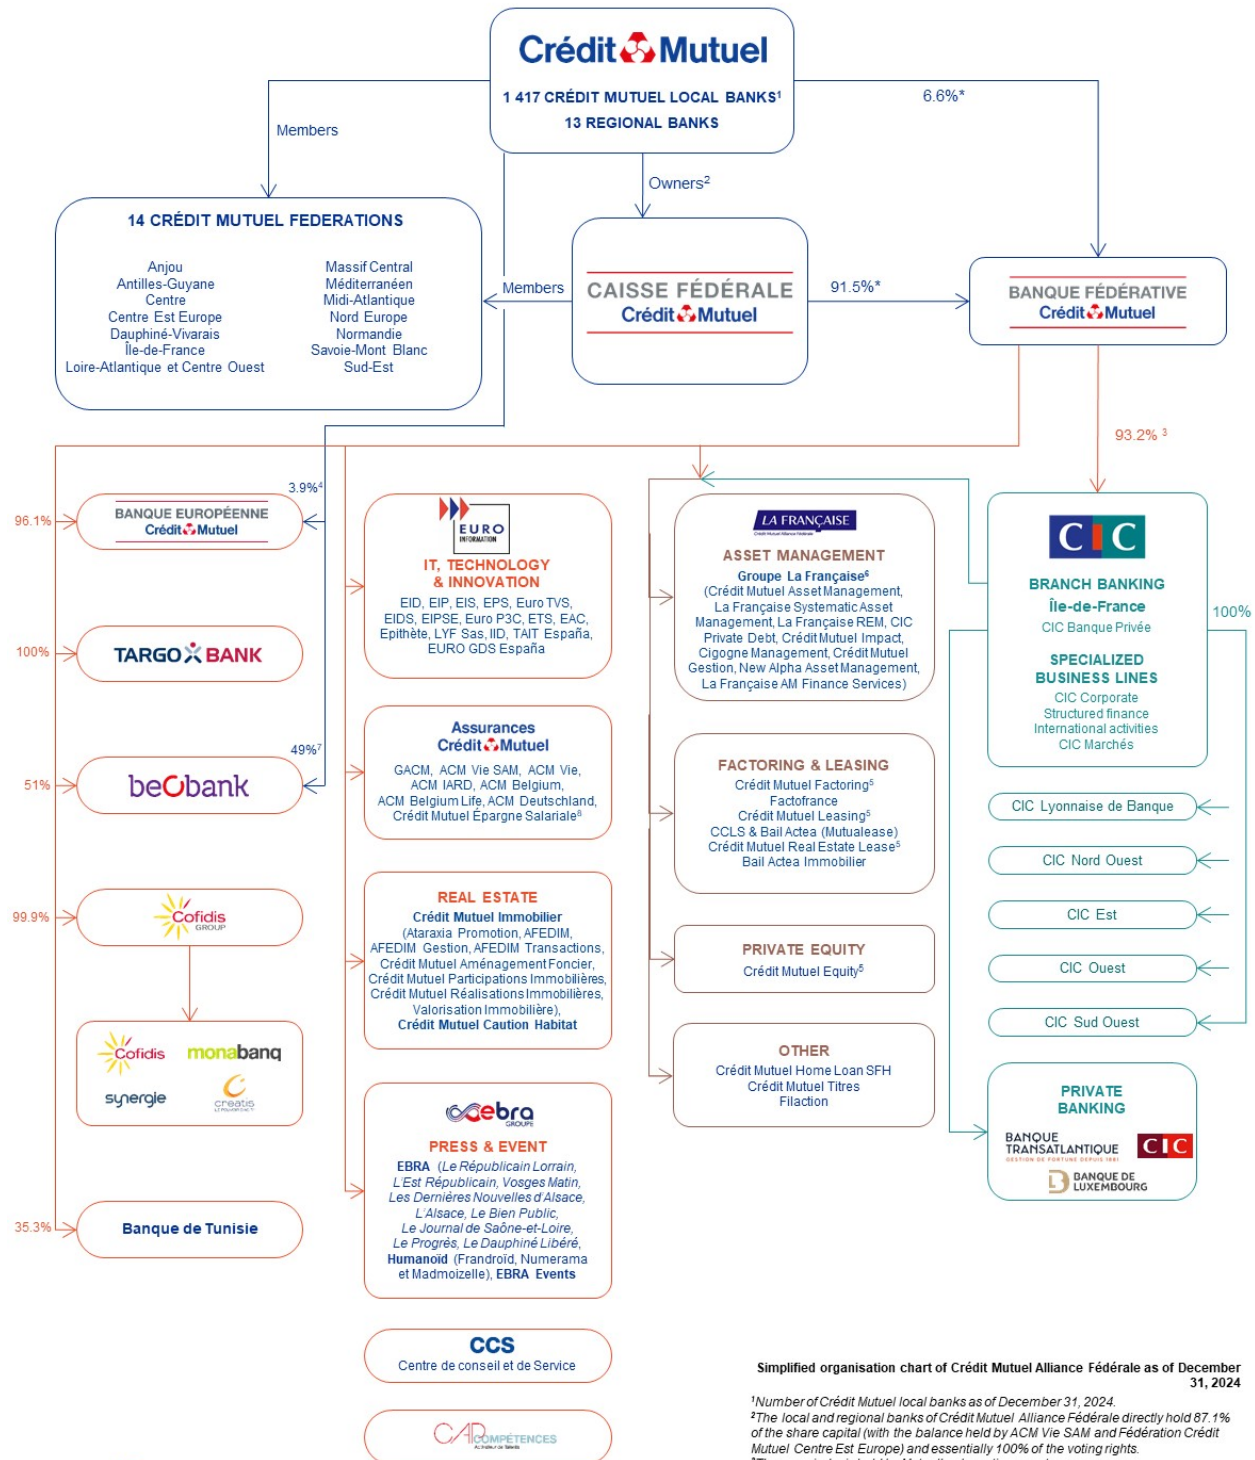 Crédit Mutuel
1 417 CRÉDIT MUTUEL LOCAL BANKS¹
13 REGIONAL BANKS
Members
6.6%*
Owners²
14 CRÉDIT MUTUEL FEDERATIONS
Anjou
Antilles-Guyane
Centre
Centre Est Europe
Dauphiné-Vivarais
Île-de-France
Loire-Atlantique et Centre Ouest
Massif Central
Méditerranéen
Midi-Atlantique
Nord Europe
Normandie
Savoie-Mont Blanc
Sud-Est
Members
CAISSE FÉDÉRALE
Crédit Mutuel
91.5%*
BANQUE FÉDÉRATIVE
Crédit Mutuel
93.2% ³
96.1%
BANQUE EUROPÉENNE
Crédit Mutuel
3.9%⁴
100%
TARGO BANK
51%
beobank
49%⁷
99.9%
Cofidis
GROUP
Cofidis
monabanq
synergie
creatis
35.3%
Banque de Tunisie
EURO
INFORMATION
IT, TECHNOLOGY
& INNOVATION
EID, EIP, EIS, EPS, Euro TVS,
EIDS, EIPSE, Euro P3C, ETS, EAC,
Epithète, LYF Sas, IID, TAIT España,
EURO GDS España
Assurances
Crédit Mutuel
GACM, ACM Vie SAM, ACM Vie,
ACM IARD, ACM Belgium,
ACM Belgium Life, ACM Deutschland,
Crédit Mutuel Épargne Salariale⁶
REAL ESTATE
Crédit Mutuel Immobilier
(Ataraxia Promotion, AFEDIM,
AFEDIM Gestion, AFEDIM Transactions,
Crédit Mutuel Aménagement Foncier,
Crédit Mutuel Participations Immobilières,
Crédit Mutuel Réalisations Immobilières,
Valorisation Immobilière),
Crédit Mutuel Caution Habitat
ebra
GROUPE
PRESS & EVENT
EBRA (Le Républicain Lorrain,
L'Est Républicain, Vosges Matin,
Les Dernières Nouvelles d'Alsace,
L'Alsace, Le Bien Public,
Le Journal de Saône-et-Loire,
Le Progrès, Le Dauphiné Libéré,
Humanoïd (Frandroïd, Numerama
et Madmoizelle), EBRA Events
CCS
Centre de conseil et de Service
CAP COMPÉTENCES
LA FRANÇAISE
Crédit Mutuel Alliance Fédérale
ASSET MANAGEMENT
Groupe La Française⁶
(Crédit Mutuel Asset Management,
La Française Systematic Asset
Management, La Française REM, CIC
Private Debt, Crédit Mutuel Impact,
Cigogne Management, Crédit Mutuel
Gestion, New Alpha Asset Management,
La Française AM Finance Services)
FACTORING & LEASING
Crédit Mutuel Factoring⁵
Factofrance
Crédit Mutuel Leasing⁵
CCLS & Bail Actea (Mutualease)
Crédit Mutuel Real Estate Lease⁵
Bail Actea Immobilier
PRIVATE EQUITY
Crédit Mutuel Equity⁵
OTHER
Crédit Mutuel Home Loan SFH
Crédit Mutuel Titres
Filaction
CIC
BRANCH BANKING
Île-de-France
CIC Banque Privée
SPECIALIZED
BUSINESS LINES
CIC Corporate
Structured finance
International activities
CIC Marchés
100%
CIC Lyonnaise de Banque
CIC Nord Ouest
CIC Est
CIC Ouest
CIC Sud Ouest
PRIVATE
BANKING
BANQUE
TRANSATLANTIQUE
GESTION DE FORTUNE DEPUIS 1881
CIC
BANQUE DE
LUXEMBOURG
Simplified organisation chart of Crédit Mutuel Alliance Fédérale as of December
31, 2024
¹Number of Crédit Mutuel local banks as of December 31, 2024.
²The local and regional banks of Crédit Mutuel Alliance Fédérale directly hold 87.1%
of the share capital (with the balance held by ACM Vie SAM and Fédération Crédit
Mutuel Centre Est Europe) and essentially 100% of the voting rights.